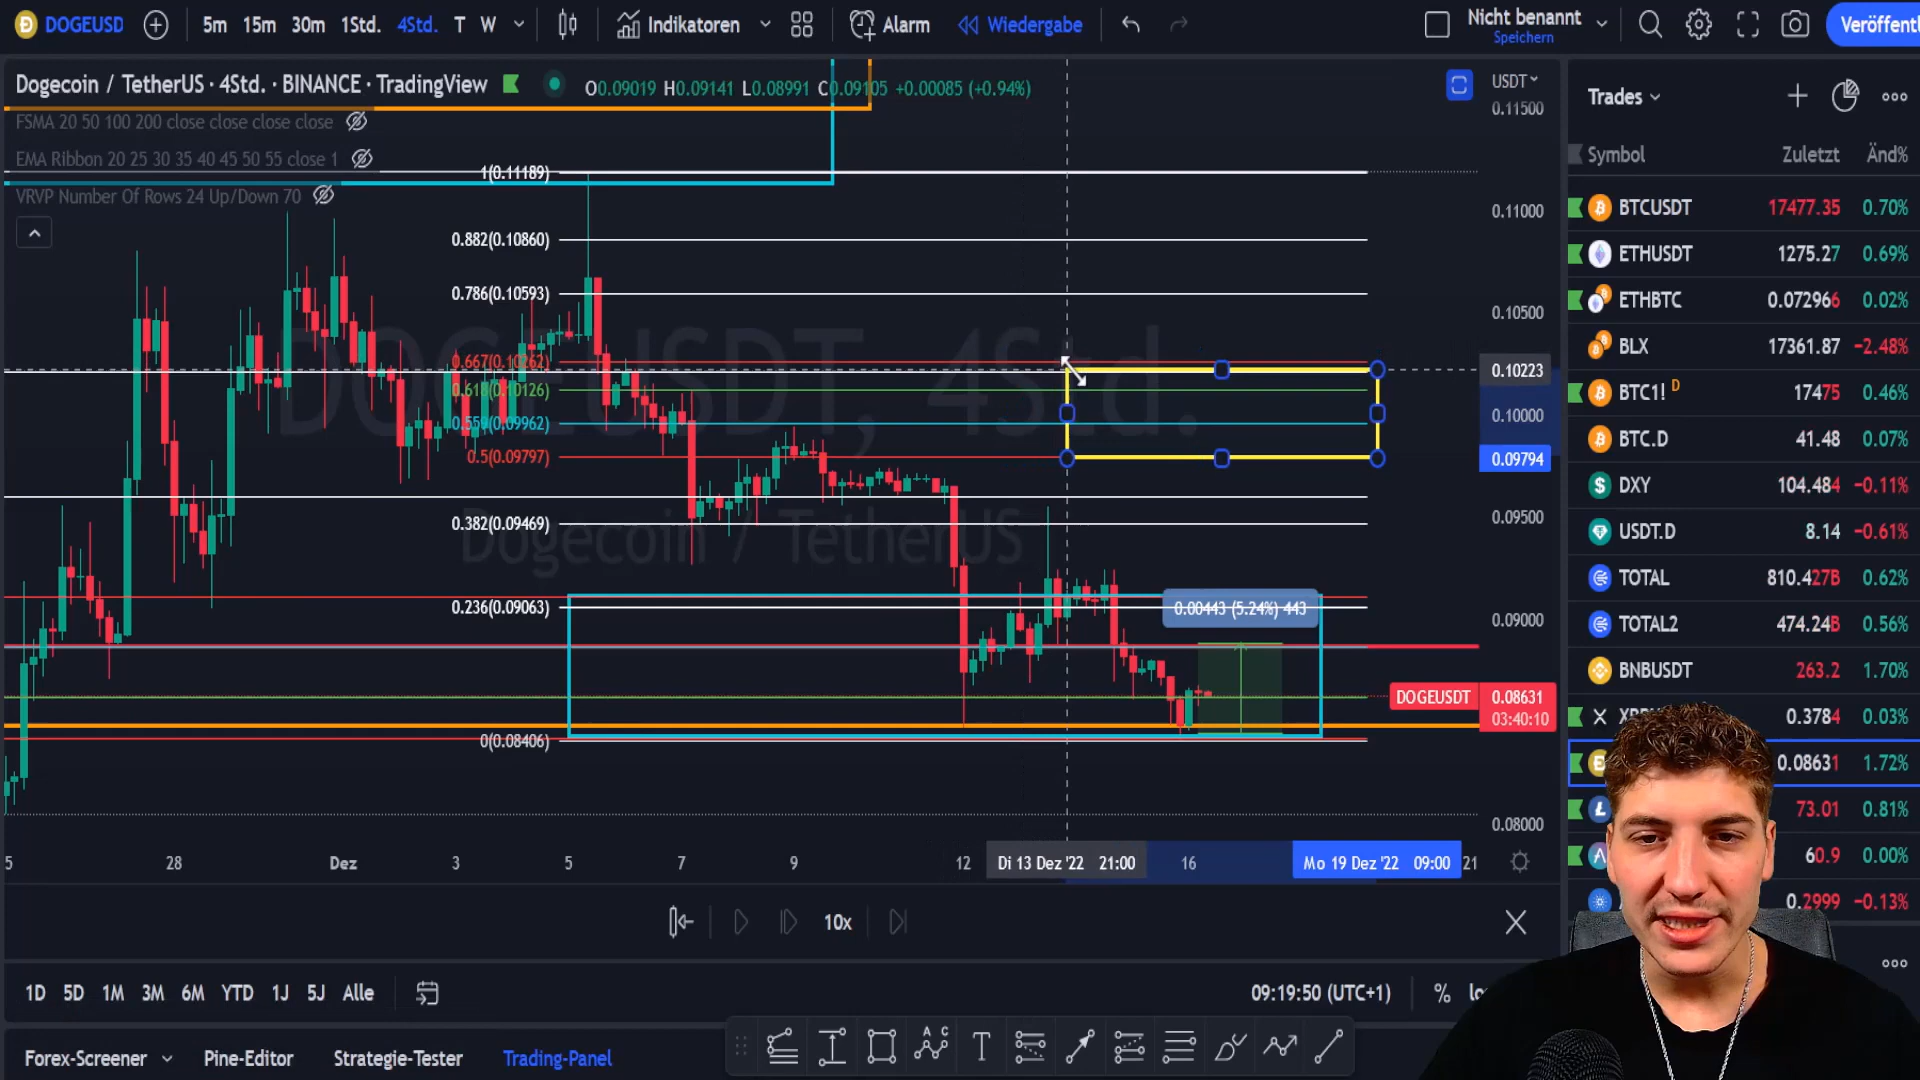 DOGEUSD
5m 15m 30m 1Std. 4Std. T W
Indikatoren
Alarm
Wiedergabe
Nicht benannt
Speichern
Veröffentl
Dogecoin / TetherUS · 4Std. · BINANCE · TradingView
O0.09019 H0.09141 L0.08991 C0.09105 +0.00085 (+0.94%)
FSMA 20 50 100 200 close close close close
EMA Ribbon 20 25 30 35 40 45 50 55 close 1
VRVP Number Of Rows 24 Up/Down 70
USDT
0.11500
0.11000
0.10500
0.10223
0.10000
0.09794
0.09500
0.09000
DOGEUSDT 0.08631
03:40:10
0.08000
1(0.11189)
0.882(0.10860)
0.786(0.10593)
0.667(0.10262)
0.618(0.10126)
0.559(0.09962)
0.5(0.09797)
0.382(0.09469)
0.236(0.09063)
0(0.08406)
DOGEUSDT, 4Std.
Dogecoin / TetherUS
0.00443 (5.24%) 443
5 28 Dez 3 5 7 9 12 Di 13 Dez '22 21:00 16 Mo 19 Dez '22 09:00 21
10x
1D 5D 1M 3M 6M YTD 1J 5J Alle
09:19:50 (UTC+1) %
Forex-Screener Pine-Editor Strategie-Tester Trading-Panel
A C
T
Trades
Symbol Zuletzt Änd%
BTCUSDT 17477.35 0.70%
ETHUSDT 1275.27 0.69%
ETHBTC 0.072966 0.02%
BLX 17361.87 −2.48%
BTC1! D 17475 0.46%
BTC.D 41.48 0.07%
DXY 104.484 −0.11%
USDT.D 8.14 −0.61%
TOTAL 810.427B 0.62%
TOTAL2 474.24B 0.56%
BNBUSDT 263.2 1.70%
0.3784 0.03%
0.08631 1.72%
73.01 0.81%
60.9 0.00%
0.2999 −0.13%